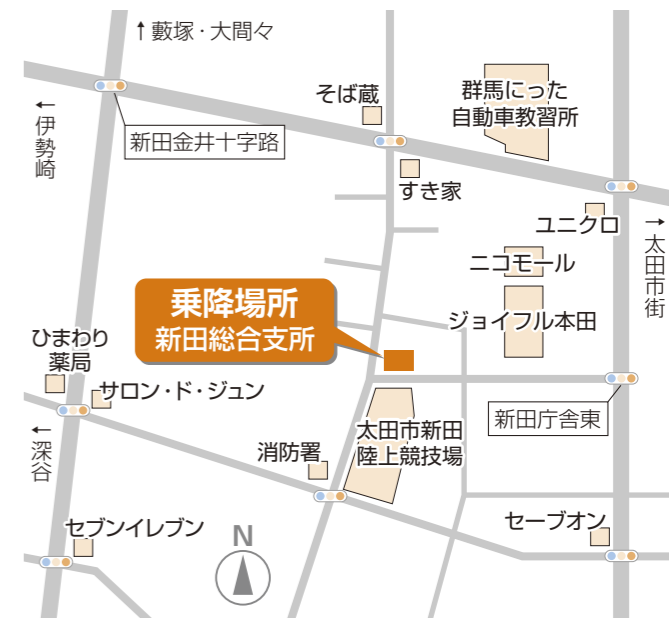 ↑藪塚・大間々
そば蔵
群馬にった
自動車教習所
←伊勢崎
新田金井十字路
すき家
ユニクロ
→太田市街
ニコモール
乗降場所
新田総合支所
ジョイフル本田
ひまわり
薬局
サロン・ド・ジュン
新田庁舎東
太田市新田
陸上競技場
←深谷
消防署
セブンイレブン
セーブオン
N